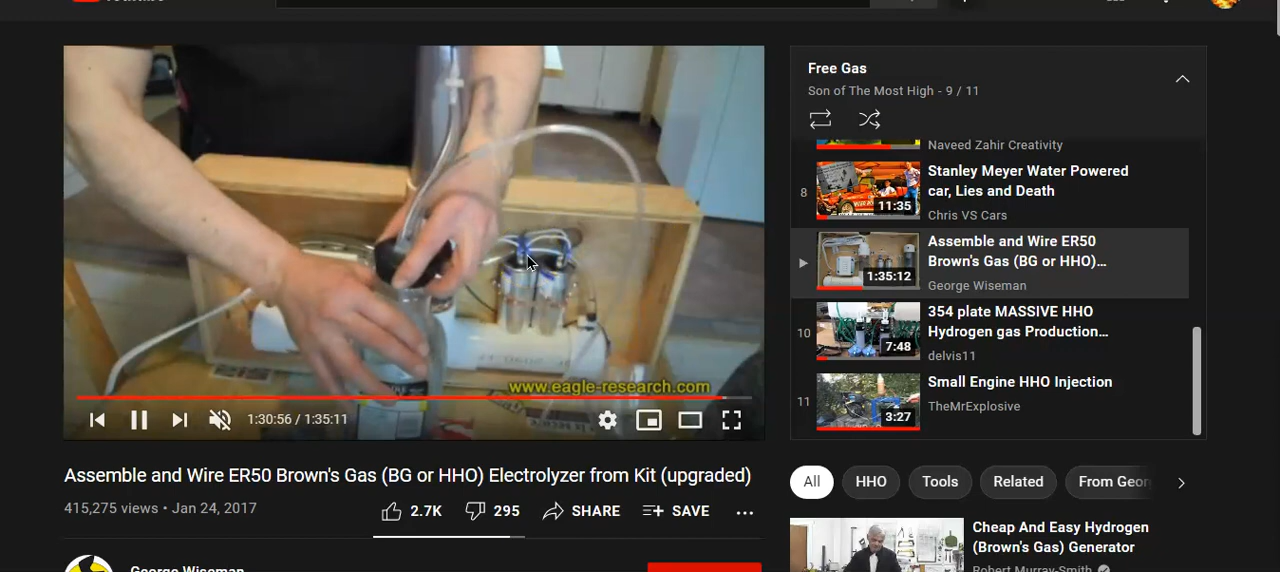 www.eagle-research.com
1:30:56 / 1:35:11
Assemble and Wire ER50 Brown's Gas (BG or HHO) Electrolyzer from Kit (upgraded)
415,275 views • Jan 24, 2017
2.7K
295
SHARE
SAVE
George Wiseman
Free Gas
Son of The Most High - 9 / 11
Naveed Zahir Creativity
8
11:35
Stanley Meyer Water Powered
car, Lies and Death
Chris VS Cars
1:35:12
Assemble and Wire ER50
Brown's Gas (BG or HHO)…
George Wiseman
10
7:48
354 plate MASSIVE HHO
Hydrogen gas Production…
delvis11
11
3:27
Small Engine HHO Injection
TheMrExplosive
All
HHO
Tools
Related
From Geor
Cheap And Easy Hydrogen
(Brown's Gas) Generator
Robert Murray-Smith